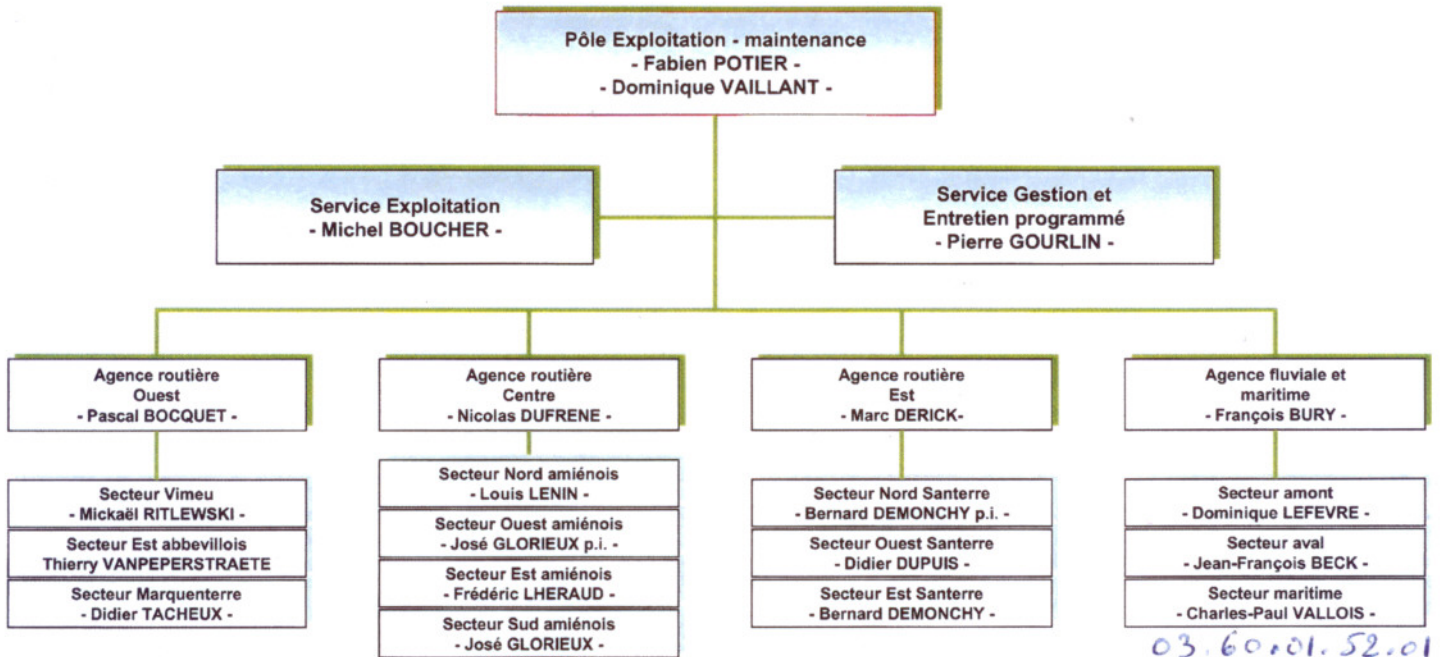 Pôle Exploitation - maintenance
- Fabien POTIER -
- Dominique VAILLANT -
Service Exploitation
- Michel BOUCHER -
Service Gestion et
Entretien programmé
- Pierre GOURLIN -
Agence routière
Ouest
- Pascal BOCQUET -
Secteur Vimeu
- Mickaël RITLEWSKI -
Secteur Est abbevillois
Thierry VANPEPERSTRAETE
Secteur Marquenterre
- Didier TACHEUX -
Agence routière
Centre
- Nicolas DUFRENE -
Secteur Nord amiénois
- Louis LENIN -
Secteur Ouest amiénois
- José GLORIEUX p.i. -
Secteur Est amiénois
- Frédéric LHERAUD -
Secteur Sud amiénois
- José GLORIEUX -
Agence routière
Est
- Marc DERICK-
Secteur Nord Santerre
- Bernard DEMONCHY p.i. -
Secteur Ouest Santerre
- Didier DUPUIS -
Secteur Est Santerre
- Bernard DEMONCHY -
Agence fluviale et
maritime
- François BURY -
Secteur amont
- Dominique LEFEVRE -
Secteur aval
- Jean-François BECK -
Secteur maritime
- Charles-Paul VALLOIS -
03.60.01.52.01